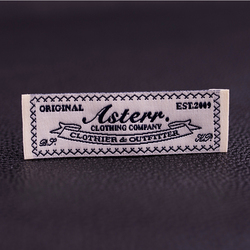 ORIGINAL EST.2009
Asterr.
CLOTHING COMPANY
CLOTHIER & OUTFITTER